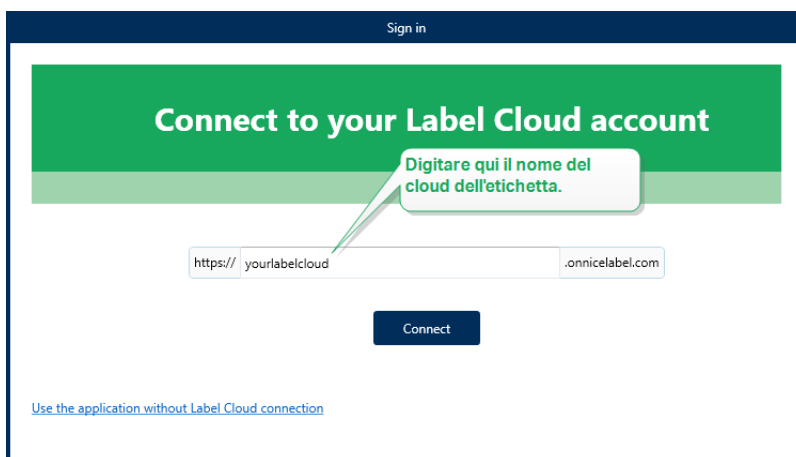 Sign in
Connect to your Label Cloud account
Digitare qui il nome del
cloud dell'etichetta.
https:// yourlabelcloud .onnicelabel.com
Connect
Use the application without Label Cloud connection